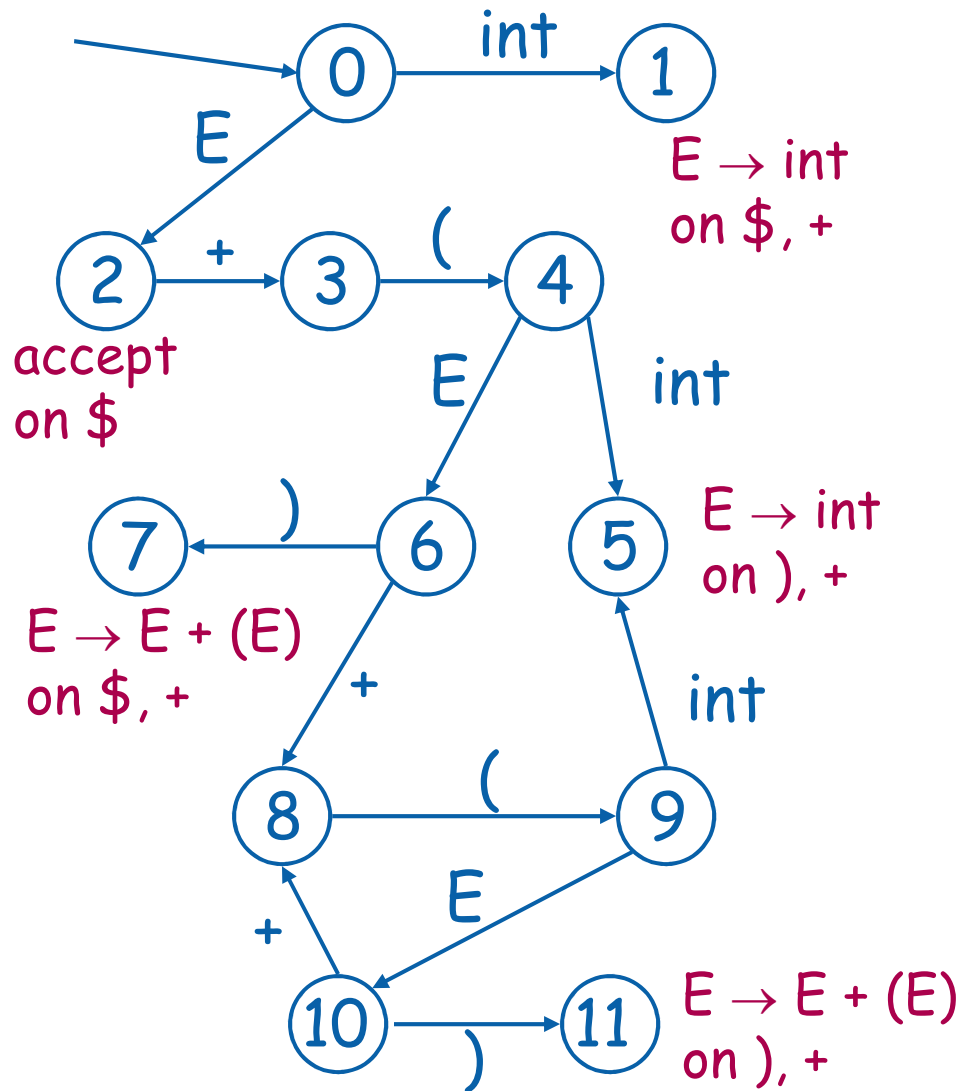 int
0
1
E
E → int
on $, +
+
(
2
3
4
accept
on $
E
int
)
7
6
5
E → int
on ), +
E → E + (E)
on $, +
+
int
(
8
9
E
+
10
11
)
E → E + (E)
on ), +